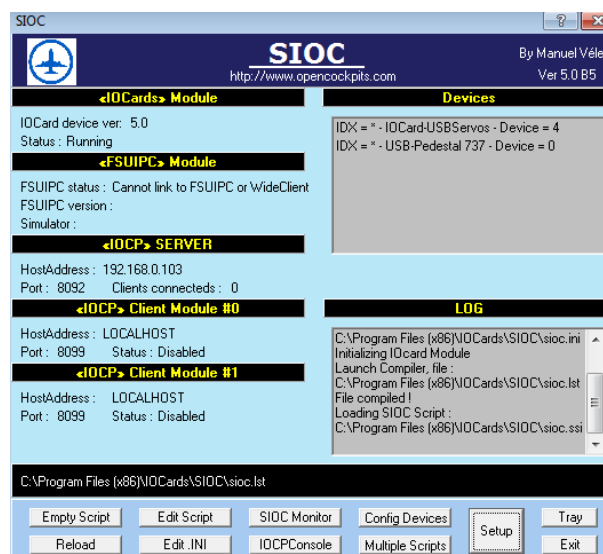 SIOC
SIOC
http://www.opencockpits.com
By Manuel Véle
Ver 5.0 B5
«IOCards» Module
IOCard device ver: 5.0
Status : Running
«FSUIPC» Module
FSUIPC status : Cannot link to FSUIPC or WideClient
FSUIPC version :
Simulator :
«IOCP» SERVER
HostAddress : 192.168.0.103
Port : 8092 Clients connecteds : 0
«IOCP» Client Module #0
HostAddress : LOCALHOST
Port : 8099 Status : Disabled
«IOCP» Client Module #1
HostAddress : LOCALHOST
Port : 8099 Status : Disabled
Devices
IDX = * - IOCard-USBServos - Device = 4
IDX = * - USB-Pedestal 737 - Device = 0
LOG
C:\Program Files (x86)\IOCards\SIOC\sioc.ini
Initializing IOcard Module
Launch Compiler, file :
C:\Program Files (x86)\IOCards\SIOC\sioc.lst
File compiled !
Loading SIOC Script :
C:\Program Files (x86)\IOCards\SIOC\sioc.ssi
C:\Program Files (x86)\IOCards\SIOC\sioc.lst
Empty Script Edit Script SIOC Monitor Config Devices Setup Tray
Reload Edit .INI IOCPConsole Multiple Scripts Exit